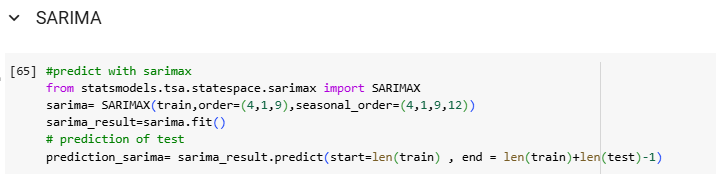 SARIMA
[65] #predict with sarimax
from statsmodels.tsa.statespace.sarimax import SARIMAX
sarima= SARIMAX(train,order=(4,1,9),seasonal_order=(4,1,9,12))
sarima_result=sarima.fit()
# prediction of test
prediction_sarima= sarima_result.predict(start=len(train) , end = len(train)+len(test)-1)